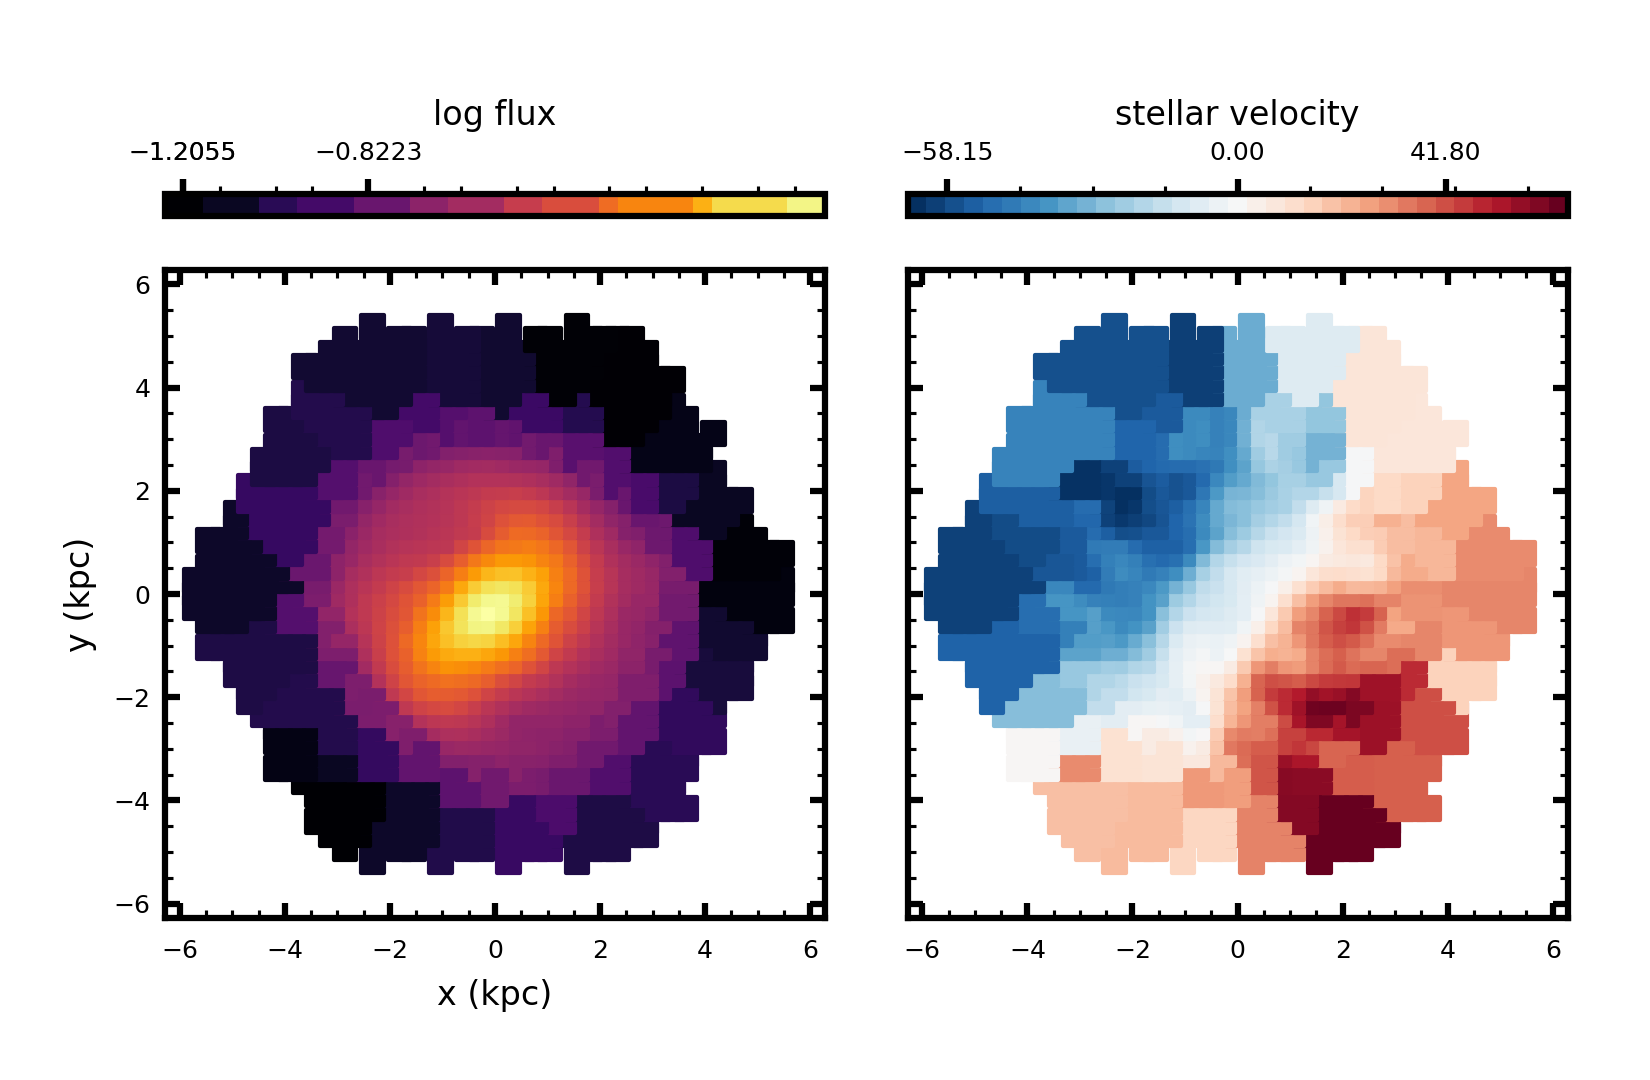 log flux
stellar velocity
−1.2055 −0.8223
−58.15 0.00 41.80
6
4
2
0
−2
−4
−6
y (kpc)
−6 −4 −2 0 2 4 6
−6 −4 −2 0 2 4 6
x (kpc)